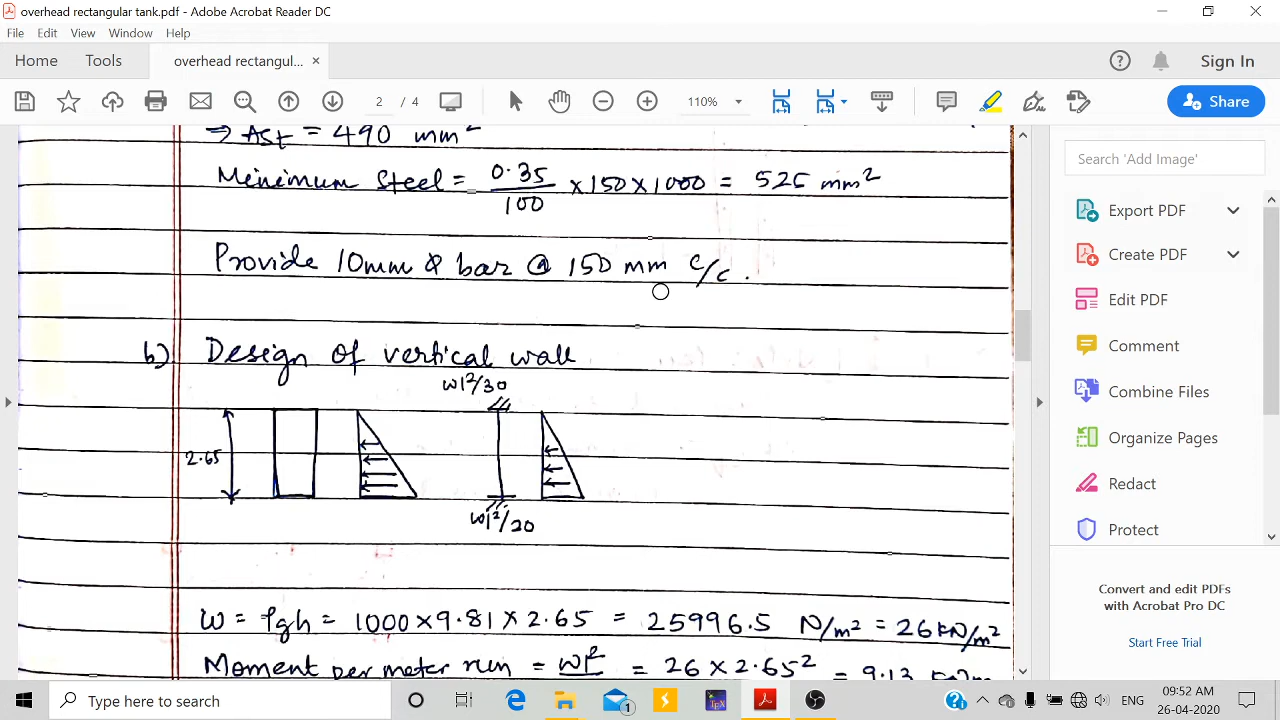 overhead rectangular tank.pdf - Adobe Acrobat Reader DC
File Edit View Window Help
Home Tools overhead rectangul... × Sign In
2 / 4 110% Share
⇒ Ast = 490 mm²
Minimum Steel = 0.35/100 × 150 × 1000 = 525 mm²
Provide 10mm Φ bar @ 150 mm c/c.
b) Design of vertical wall
wl²/30
2.65
wl²/20
w = ρgh = 1000 × 9.81 × 2.65 = 25996.5 N/m² = 26 kN/m²
Moment per meter run = wl² = 26 × 2.65² = 9.13 kNm
Search 'Add Image'
Export PDF
Create PDF
Edit PDF
Comment
Combine Files
Organize Pages
Redact
Protect
Convert and edit PDFs
with Acrobat Pro DC
Start Free Trial
Type here to search
1
ENG
09:52 AM
26-04-2020